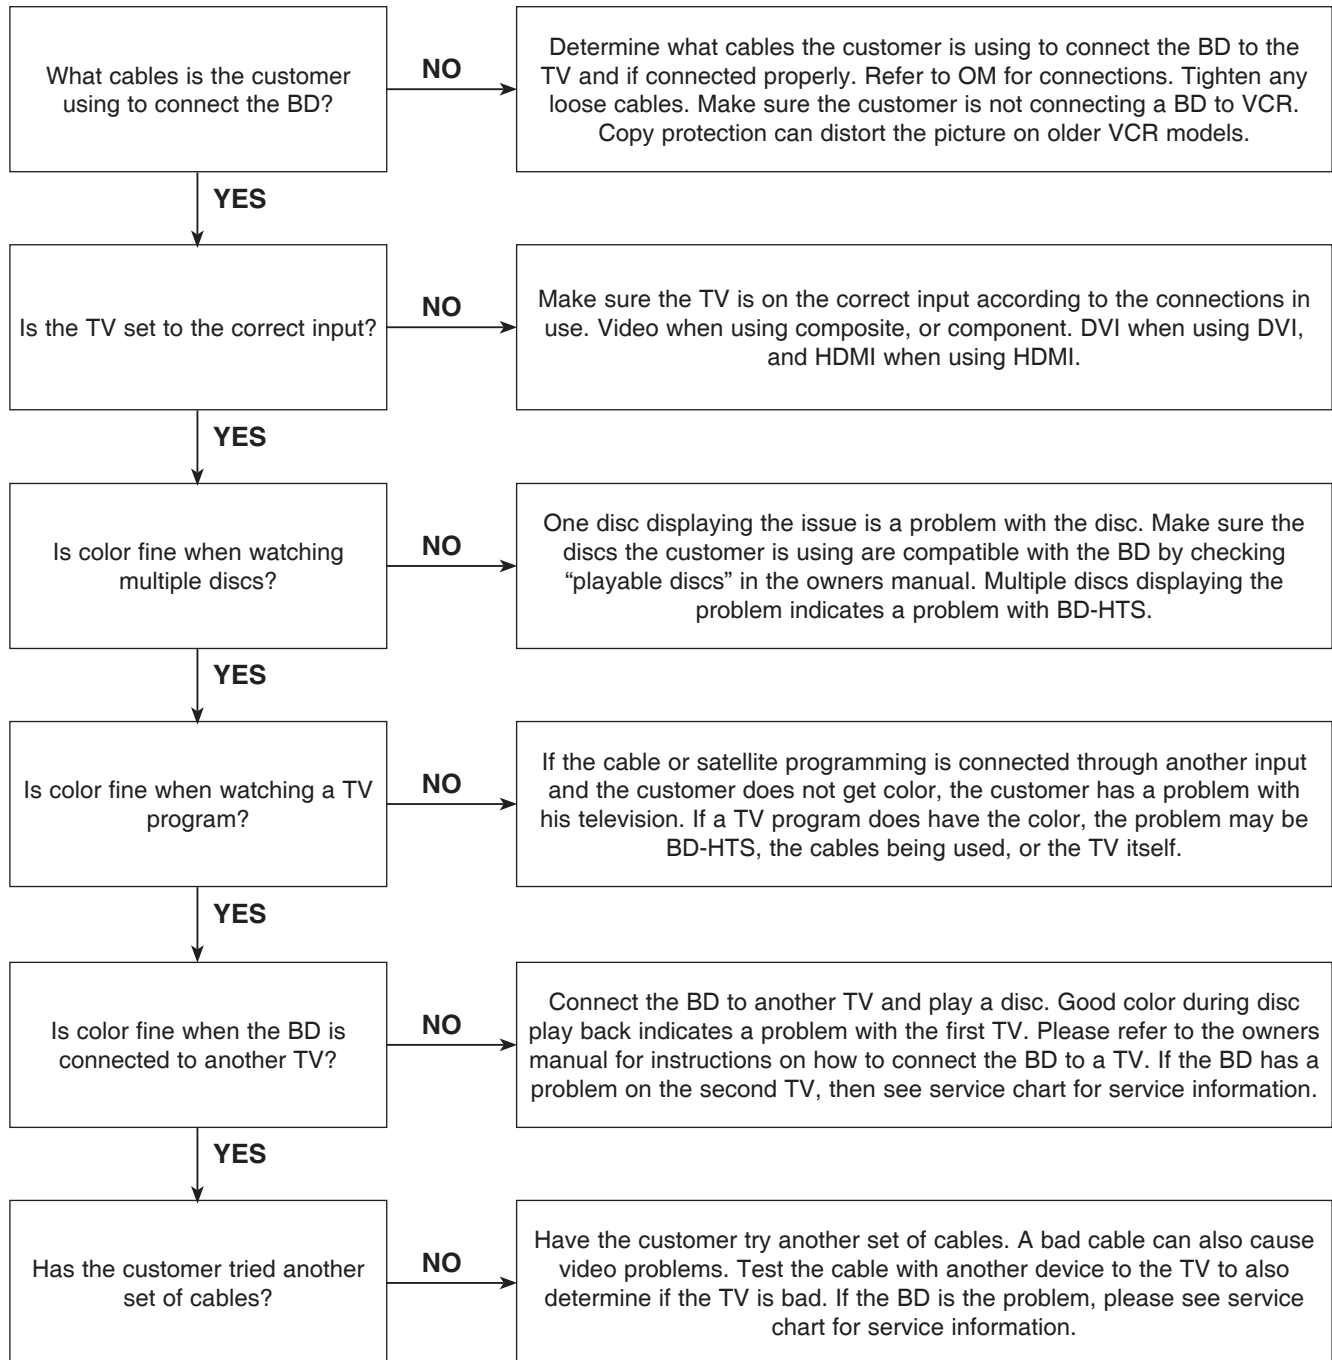 What cables is the customer
using to connect the BD?
NO
Determine what cables the customer is using to connect the BD to the
TV and if connected properly. Refer to OM for connections. Tighten any
loose cables. Make sure the customer is not connecting a BD to VCR.
Copy protection can distort the picture on older VCR models.
YES
Is the TV set to the correct input?
NO
Make sure the TV is on the correct input according to the connections in
use. Video when using composite, or component. DVI when using DVI,
and HDMI when using HDMI.
YES
Is color fine when watching
multiple discs?
NO
One disc displaying the issue is a problem with the disc. Make sure the
discs the customer is using are compatible with the BD by checking
“playable discs” in the owners manual. Multiple discs displaying the
problem indicates a problem with BD-HTS.
YES
Is color fine when watching a TV
program?
NO
If the cable or satellite programming is connected through another input
and the customer does not get color, the customer has a problem with
his television. If a TV program does have the color, the problem may be
BD-HTS, the cables being used, or the TV itself.
YES
Is color fine when the BD is
connected to another TV?
NO
Connect the BD to another TV and play a disc. Good color during disc
play back indicates a problem with the first TV. Please refer to the owners
manual for instructions on how to connect the BD to a TV. If the BD has a
problem on the second TV, then see service chart for service information.
YES
Has the customer tried another
set of cables?
NO
Have the customer try another set of cables. A bad cable can also cause
video problems. Test the cable with another device to the TV to also
determine if the TV is bad. If the BD is the problem, please see service
chart for service information.